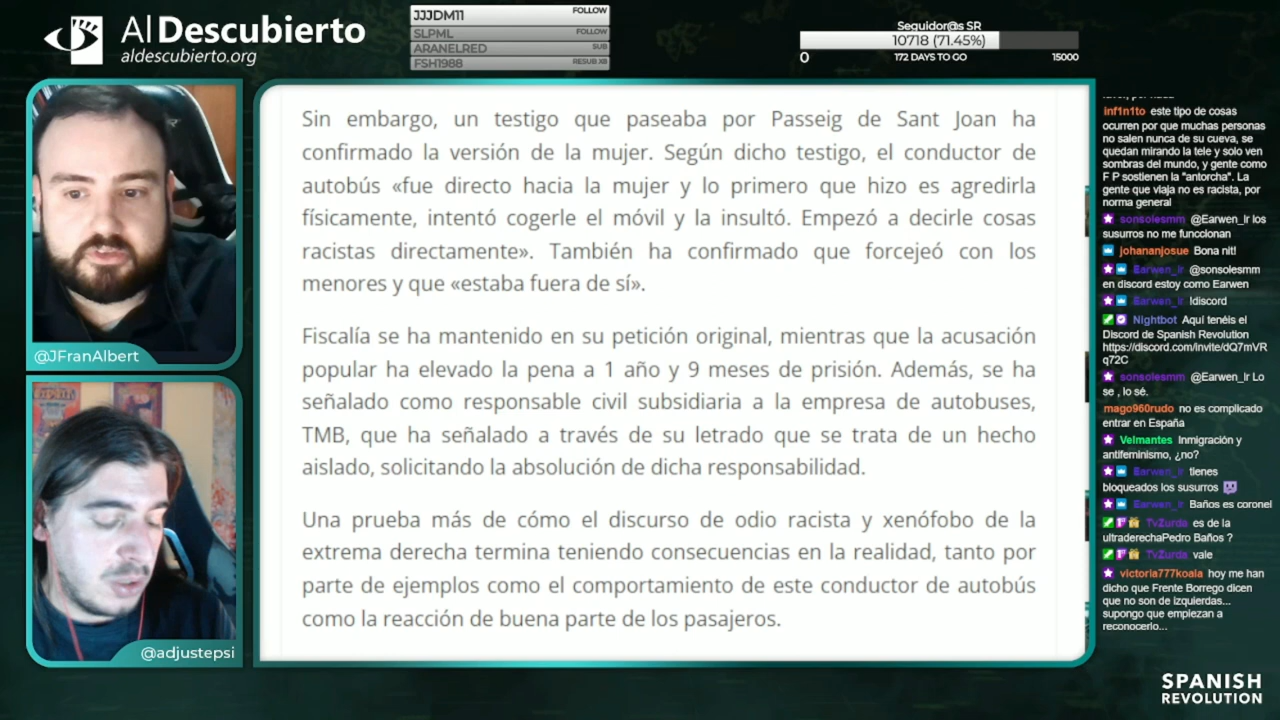 Al Descubierto
aldescubierto.org
JJJDM11 FOLLOW
SLPML FOLLOW
ARANELRED SUB
FSH1988 RESUB X8
Seguidor@s SR
10718 (71.45%)
0 172 DAYS TO GO 15000
Sin embargo, un testigo que paseaba por Passeig de Sant Joan ha
confirmado la versión de la mujer. Según dicho testigo, el conductor de
autobús «fue directo hacia la mujer y lo primero que hizo es agredirla
físicamente, intentó cogerle el móvil y la insultó. Empezó a decirle cosas
racistas directamente». También ha confirmado que forcejeó con los
menores y que «estaba fuera de sí».
Fiscalía se ha mantenido en su petición original, mientras que la acusación
popular ha elevado la pena a 1 año y 9 meses de prisión. Además, se ha
señalado como responsable civil subsidiaria a la empresa de autobuses,
TMB, que ha señalado a través de su letrado que se trata de un hecho
aislado, solicitando la absolución de dicha responsabilidad.
Una prueba más de cómo el discurso de odio racista y xenófobo de la
extrema derecha termina teniendo consecuencias en la realidad, tanto por
parte de ejemplos como el comportamiento de este conductor de autobús
como la reacción de buena parte de los pasajeros.
@JFranAlbert
@adjustepsi
inf1n1to este tipo de cosas
ocurren por que muchas personas
no salen nunca de su cueva, se
quedan mirando la tele y solo ven
sombras del mundo, y gente como
F P sostienen la "antorcha". La
gente que viaja no es racista, por
norma general
sonsolesmm @Earwen_Ir los
susurros no me funcionan
johananjosue Bona nit!
Earwen_Ir @sonsolesmm
en discord estoy como Earwen
Earwen_Ir !discord
Nightbot Aquí tenéis el
Discord de Spanish Revolution
https://discord.com/invite/dQ7mVR
q72C
sonsolesmm @Earwen_Ir Lo
se , lo sé.
mago960rudo no es complicado
entrar en España
Velmantes Inmigración y
antifeminismo, ¿no?
Earwen_Ir tienes
bloqueados los susurros
Earwen_Ir Baños es coronel
TvZurda es de la
ultraderechaPedro Baños ?
TvZurda vale
victoria777koala hoy me han
dicho que Frente Borrego dicen
que no son de izquierdas...
supongo que empiezan a
reconocerlo...
SPANISH
REVOLUTION